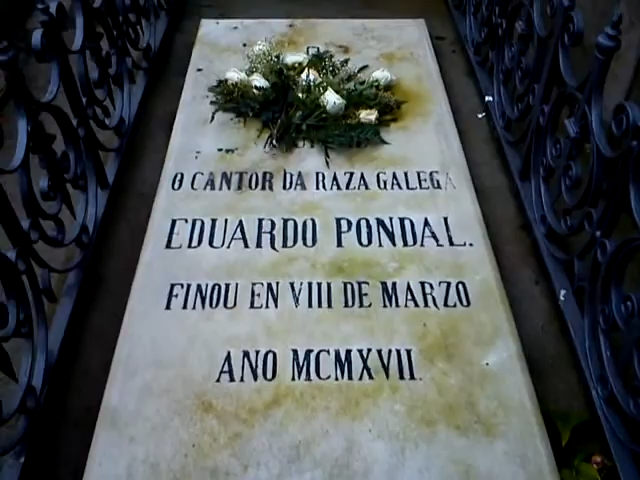 O CANTOR DA RAZA GALEGA
EDUARDO PONDAL.
FINOU EN VIII DE MARZO
ANO MCMXVII.